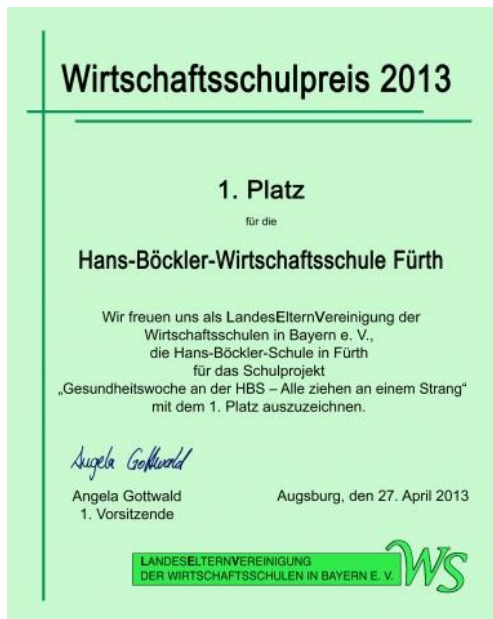 Wirtschaftsschulpreis 2013
1. Platz
für die
Hans-Böckler-Wirtschaftsschule Fürth
Wir freuen uns als LandesElternVereinigung der
Wirtschaftsschulen in Bayern e. V.,
die Hans-Böckler-Schule in Fürth
für das Schulprojekt
„Gesundheitswoche an der HBS – Alle ziehen an einem Strang“
mit dem 1. Platz auszuzeichnen.
Angela Gottwald
Angela Gottwald
1. Vorsitzende
Augsburg, den 27. April 2013
LANDESELTERNVEREINIGUNG
DER WIRTSCHAFTSSCHULEN IN BAYERN E. V.
WS